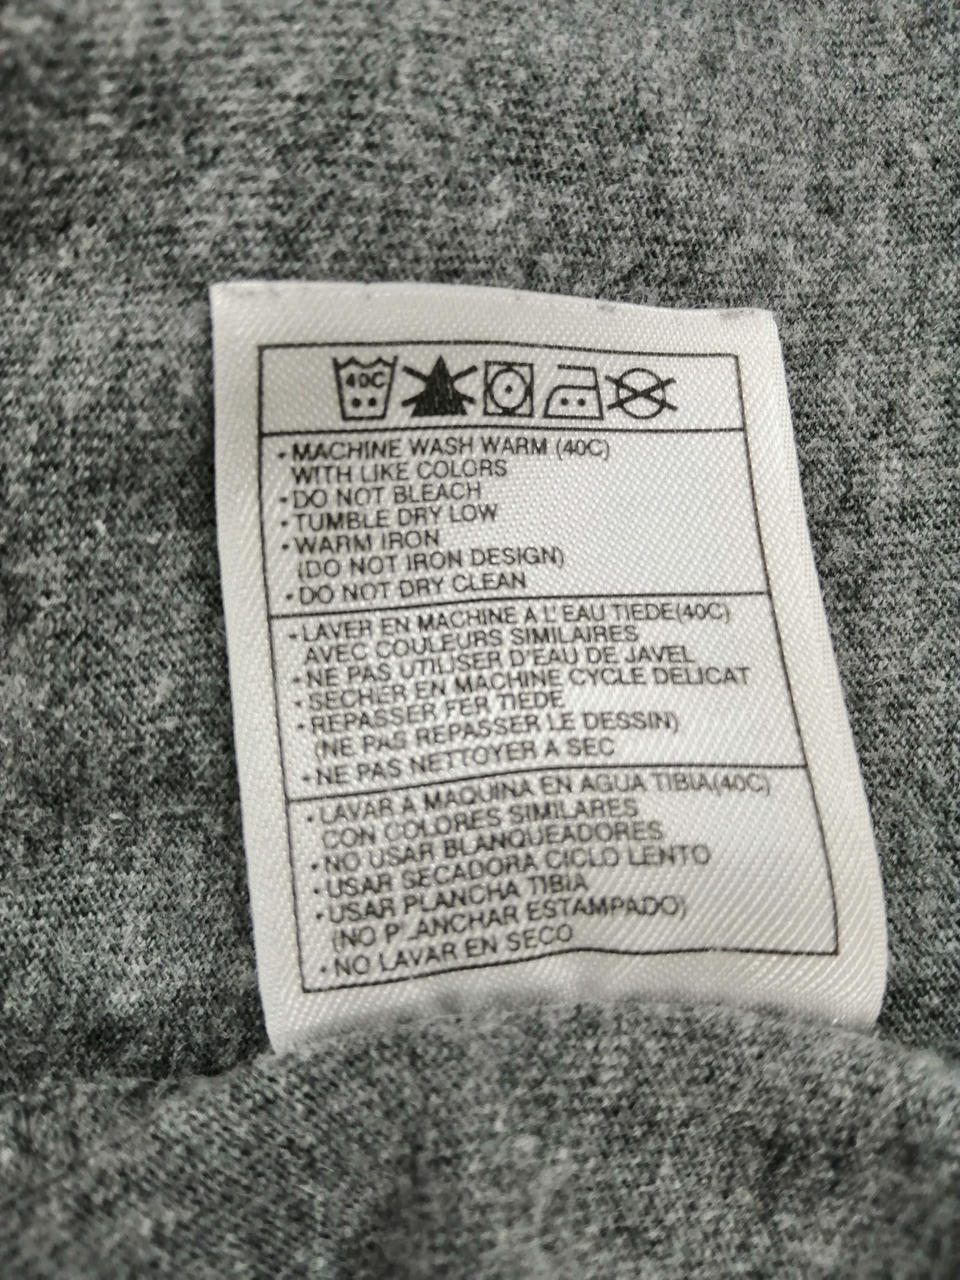 40C
• MACHINE WASH WARM (40C)
WITH LIKE COLORS
• DO NOT BLEACH
• TUMBLE DRY LOW
• WARM IRON
(DO NOT IRON DESIGN)
• DO NOT DRY CLEAN
• LAVER EN MACHINE A L'EAU TIEDE(40C)
AVEC COULEURS SIMILAIRES
• NE PAS UTILISER D'EAU DE JAVEL
• SECHER EN MACHINE CYCLE DELICAT
• REPASSER FER TIEDE
(NE PAS REPASSER LE DESSIN)
• NE PAS NETTOYER A SEC
• LAVAR A MAQUINA EN AGUA TIBIA(40C)
CON COLORES SIMILARES
• NO USAR BLANQUEADORES
• USAR SECADORA CICLO LENTO
• USAR PLANCHA TIBIA
(NO PLANCHAR ESTAMPADO)
• NO LAVAR EN SECO